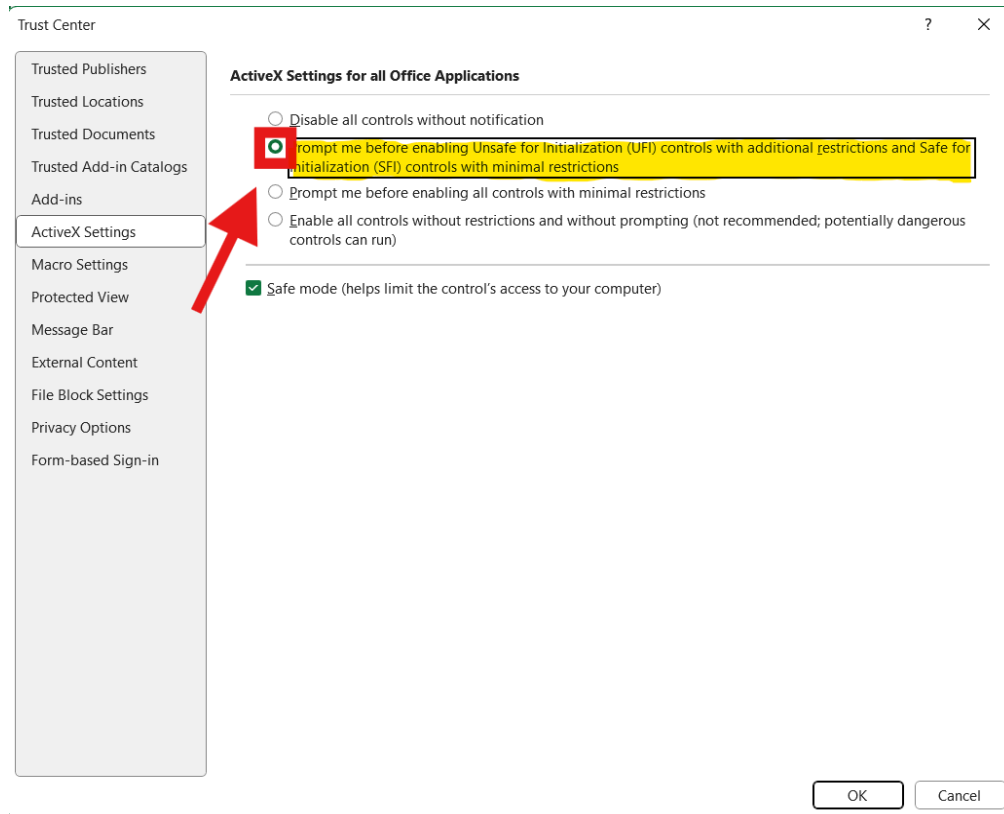 Trust Center
?
Trusted Publishers
Trusted Locations
Trusted Documents
Trusted Add-in Catalogs
Add-ins
ActiveX Settings
Macro Settings
Protected View
Message Bar
External Content
File Block Settings
Privacy Options
Form-based Sign-in
ActiveX Settings for all Office Applications
Disable all controls without notification
Prompt me before enabling Unsafe for Initialization (UFI) controls with additional restrictions and Safe for
Initialization (SFI) controls with minimal restrictions
Prompt me before enabling all controls with minimal restrictions
Enable all controls without restrictions and without prompting (not recommended; potentially dangerous
controls can run)
Safe mode (helps limit the control's access to your computer)
OK
Cancel